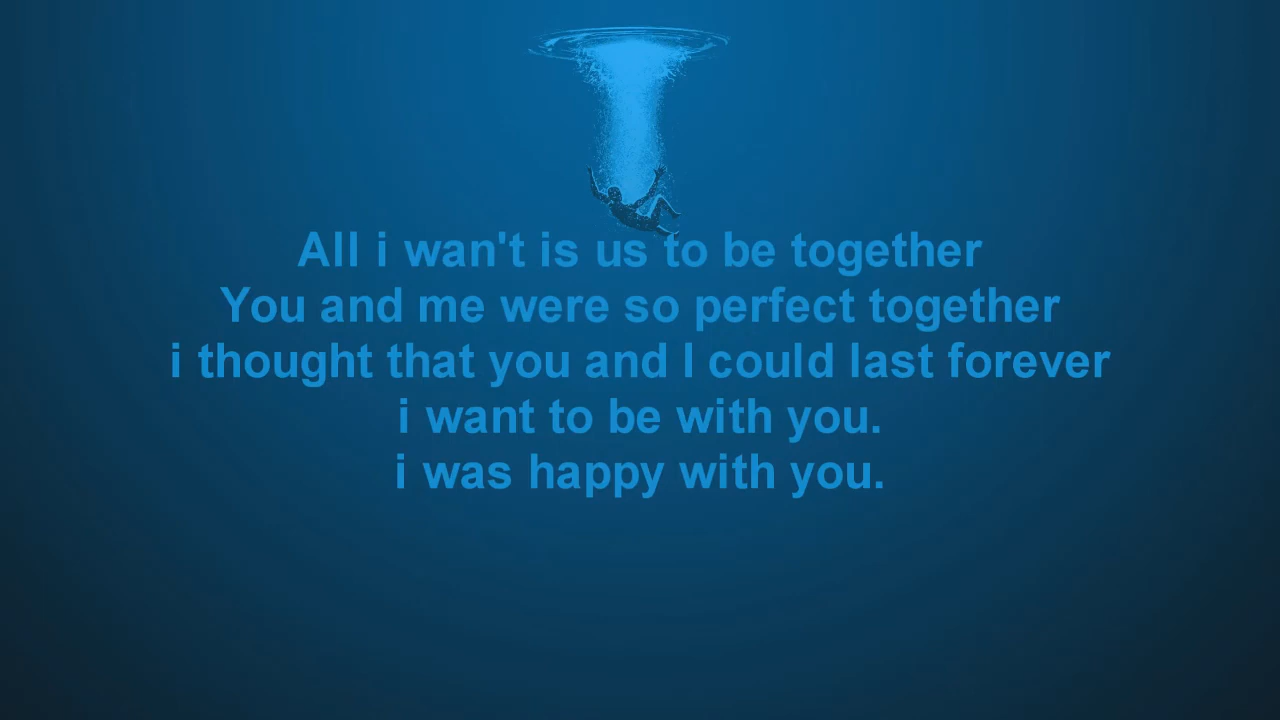 All i wan't is us to be together
You and me were so perfect together
i thought that you and I could last forever
i want to be with you.
i was happy with you.